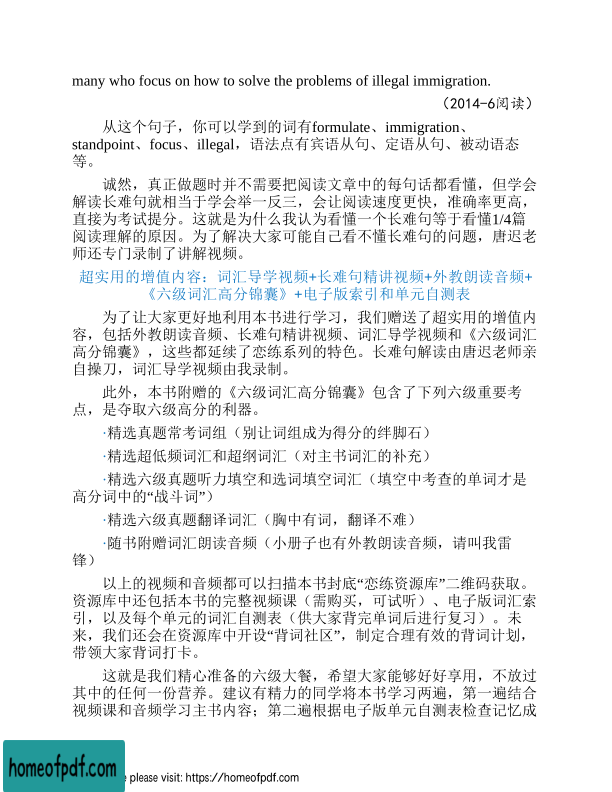 many who focus on how to solve the problems of illegal immigration.
（2014-6阅读）
从这个句子，你可以学到的词有formulate、immigration、
standpoint、focus、illegal，语法点有宾语从句、定语从句、被动语态
等。
诚然，真正做题时并不需要把阅读文章中的每句话都看懂，但学会
解读长难句就相当于学会举一反三，会让阅读速度更快，准确率更高，
直接为考试提分。这就是为什么我认为看懂一个长难句等于看懂1/4篇
阅读理解的原因。为了解决大家可能自己看不懂长难句的问题，唐迟老
师还专门录制了讲解视频。
超实用的增值内容：词汇导学视频+长难句精讲视频+外教朗读音频+
《六级词汇高分锦囊》+电子版索引和单元自测表
为了让大家更好地利用本书进行学习，我们赠送了超实用的增值内
容，包括外教朗读音频、长难句精讲视频、词汇导学视频和《六级词汇
高分锦囊》，这些都延续了恋练系列的特色。长难句解读由唐迟老师亲
自操刀，词汇导学视频由我录制。
此外，本书附赠的《六级词汇高分锦囊》包含了下列六级重要考
点，是夺取六级高分的利器。
·精选真题常考词组（别让词组成为得分的绊脚石）
·精选超低频词汇和超纲词汇（对主书词汇的补充）
·精选六级真题听力填空和选词填空词汇（填空中考查的单词才是
高分词中的“战斗词”）
·精选六级真题翻译词汇（胸中有词，翻译不难）
·随书附赠词汇朗读音频（小册子也有外教朗读音频，请叫我雷
锋）
以上的视频和音频都可以扫描本书封底“恋练资源库”二维码获取。
资源库中还包括本书的完整视频课（需购买，可试听）、电子版词汇索
引，以及每个单元的词汇自测表（供大家背完单词后进行复习）。未
来，我们还会在资源库中开设“背词社区”，制定合理有效的背词计划，
带领大家背词打卡。
这就是我们精心准备的六级大餐，希望大家能够好好享用，不放过
其中的任何一份营养。建议有精力的同学将本书学习两遍，第一遍结合
视频课和音频学习主书内容；第二遍根据电子版单元自测表检查记忆成
homeofpdf.com
please visit: https://homeofpdf.com